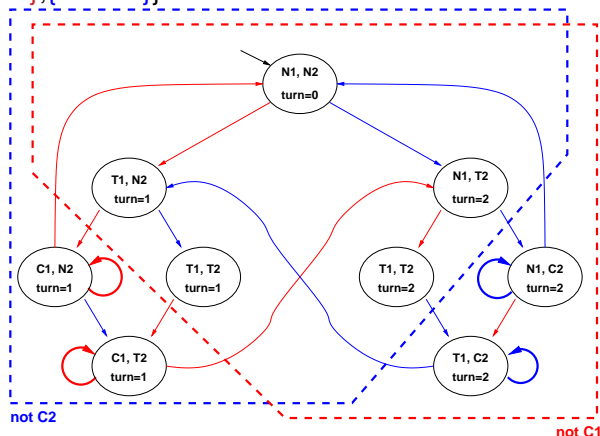 },{ }}
N1, N2
turn=0
T1, N2
turn=1
N1, T2
turn=2
C1, N2
turn=1
T1, T2
turn=1
T1, T2
turn=2
N1, C2
turn=2
C1, T2
turn=1
T1, C2
turn=2
not C2
not C1